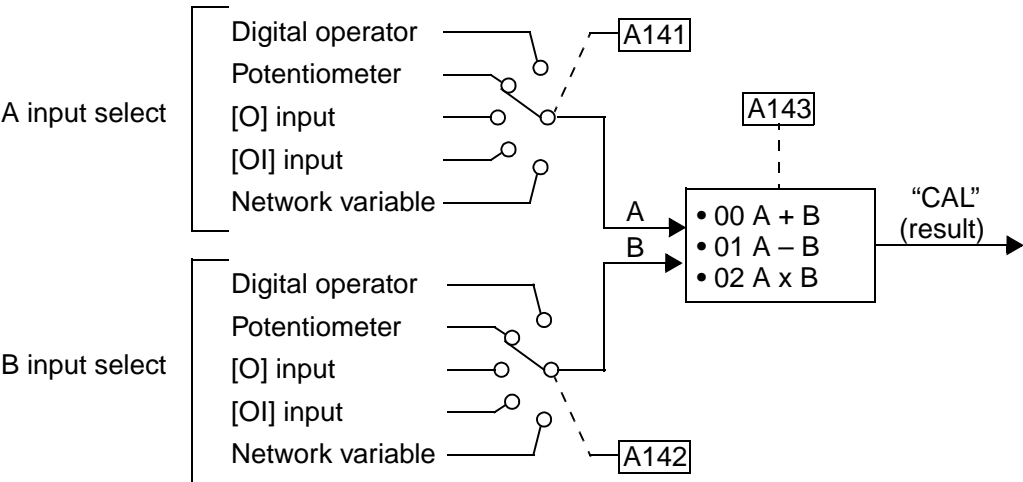 A input select
Digital operator
Potentiometer
[O] input
[OI] input
Network variable
A141
A143
A
B
• 00 A + B
• 01 A – B
• 02 A x B
“CAL”
(result)
B input select
Digital operator
Potentiometer
[O] input
[OI] input
Network variable
A142